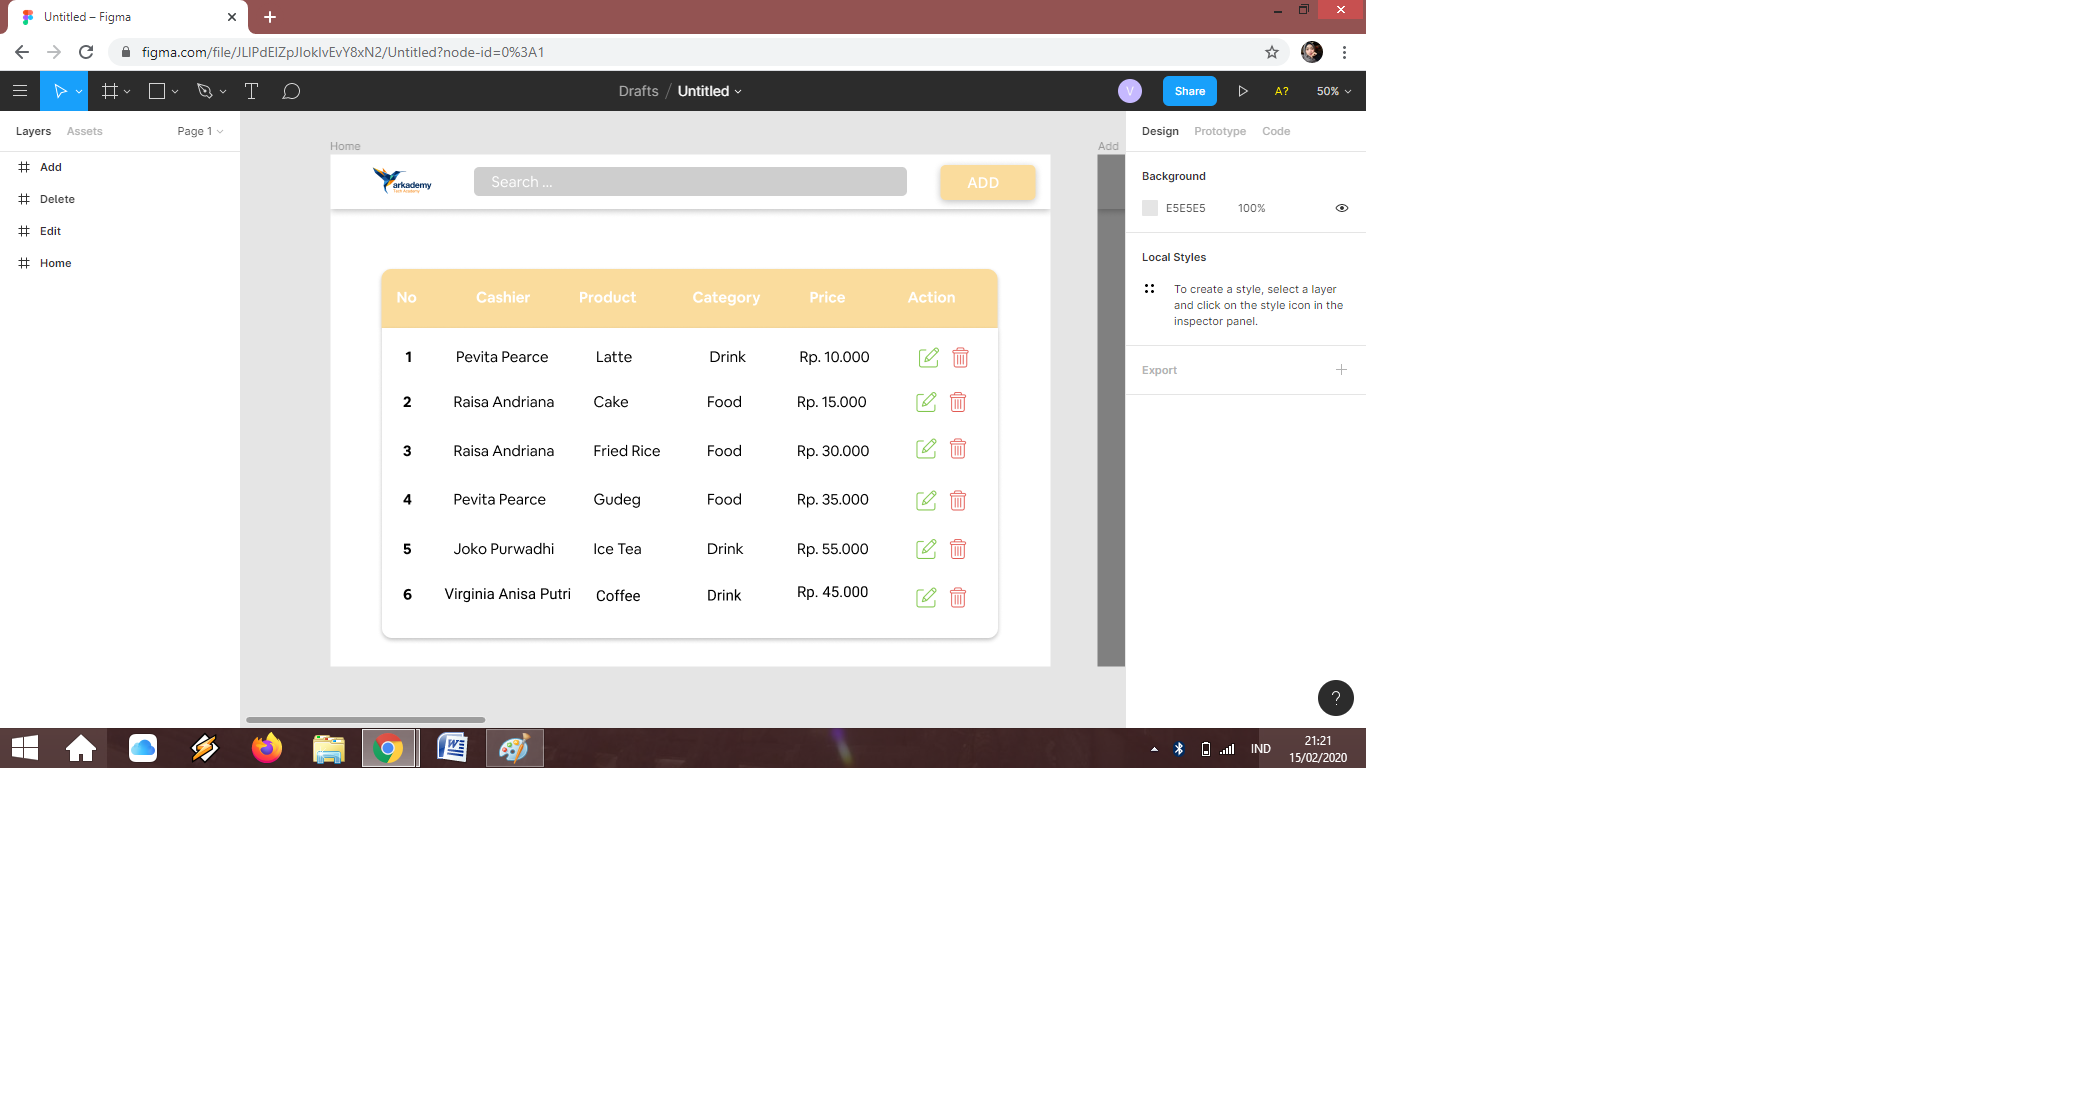 Untitled – Figma
figma.com/file/JLlPdElZpJIokIvEvY8xN2/Untitled?node-id=0%3A1
Drafts / Untitled
V
Share
A?
50%
Layers Assets Page 1
Add
Delete
Edit
Home
Home
Add
arkademy
Tech Academy
Search ...
ADD
No Cashier Product Category Price Action
1 Pevita Pearce Latte Drink Rp. 10.000
2 Raisa Andriana Cake Food Rp. 15.000
3 Raisa Andriana Fried Rice Food Rp. 30.000
4 Pevita Pearce Gudeg Food Rp. 35.000
5 Joko Purwadhi Ice Tea Drink Rp. 55.000
6 Virginia Anisa Putri Coffee Drink Rp. 45.000
Design Prototype Code
Background
E5E5E5 100%
Local Styles
To create a style, select a layer
and click on the style icon in the
inspector panel.
Export
?
IND
21:21
15/02/2020